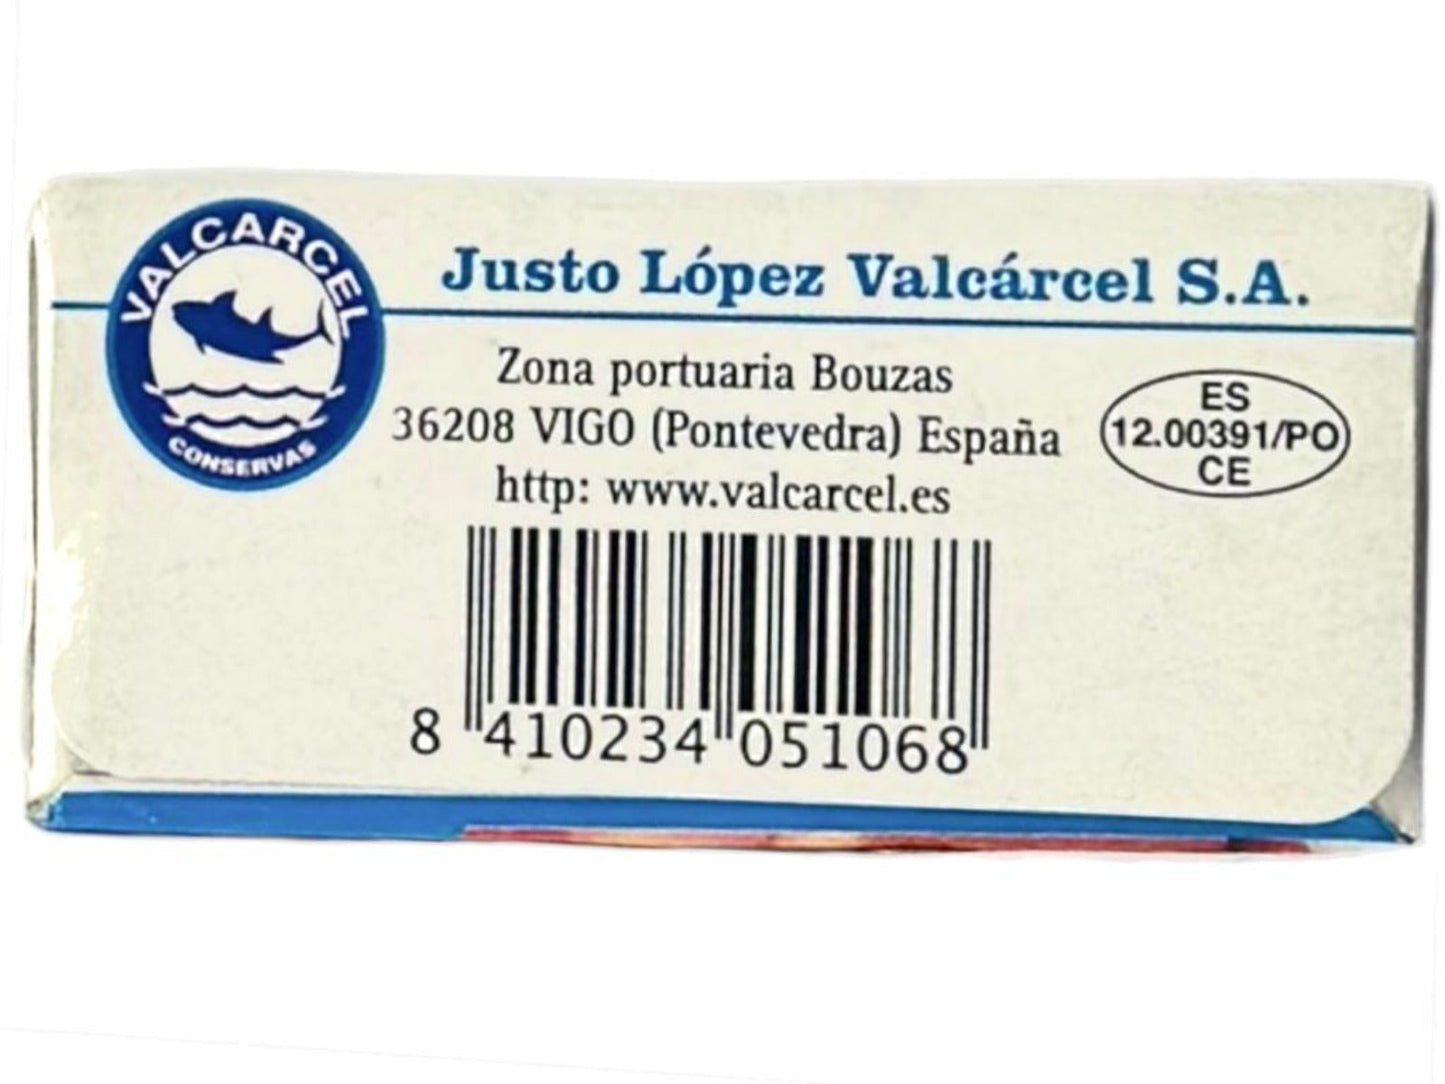 VALCARCEL
CONSERVAS
Justo López Valcárcel S.A.
Zona portuaria Bouzas
36208 VIGO (Pontevedra) España
http: www.valcarcel.es
ES
12.00391/PO
CE
8 410234 051068